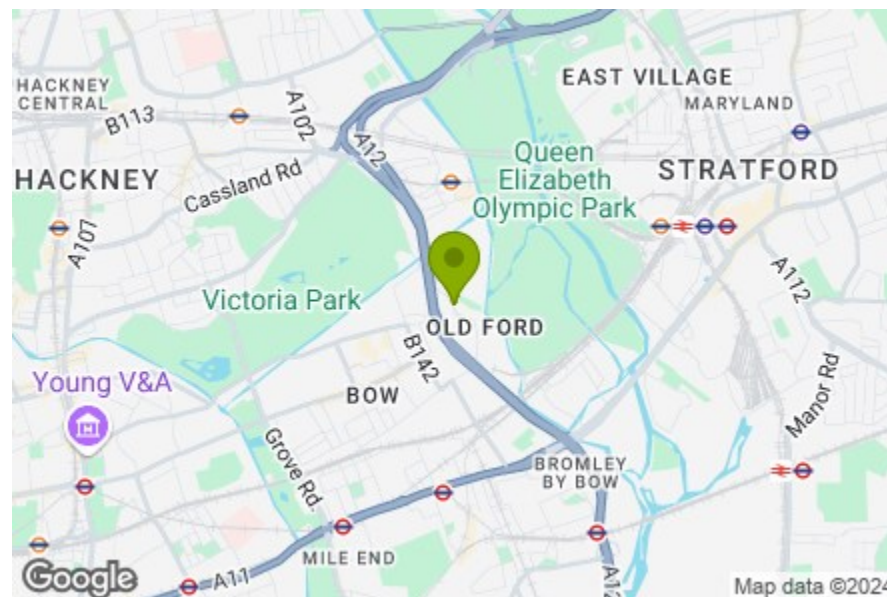 EAST VILLAGE
MARYLAND
HACKNEY
CENTRAL
B113
A102
A12
Queen
Elizabeth
Olympic Park
STRATFORD
HACKNEY
Cassland Rd
A107
A112
Victoria Park
OLD FORD
B142
Young V&A
BOW
Manor Rd
Grove Rd.
BROMLEY
BY BOW
MILE END
A11
A12
Google
Map data ©2024